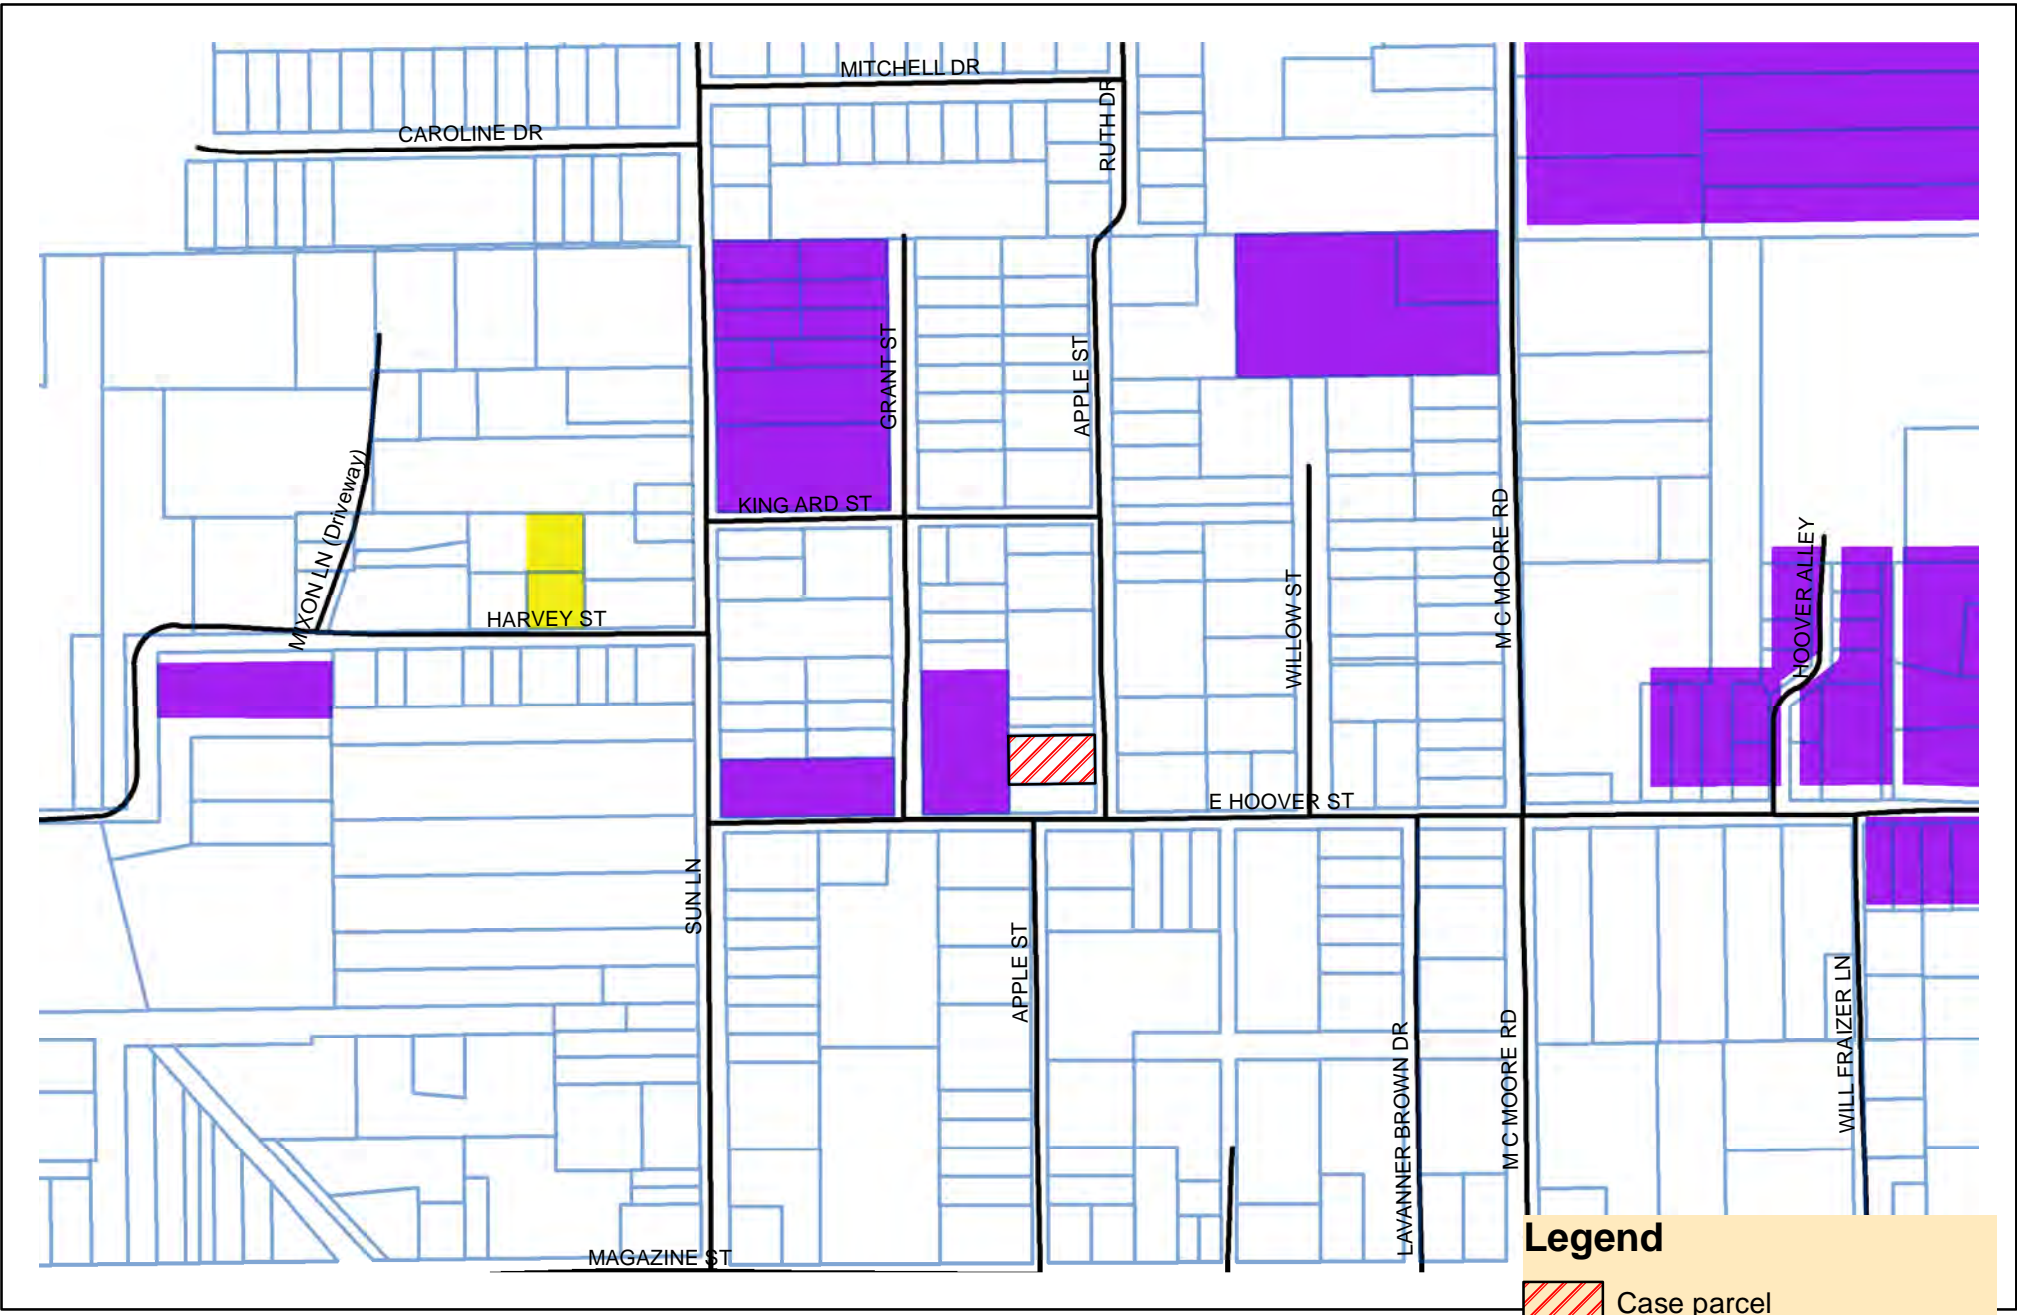 MITCHELL DR
RUTH DR
CAROLINE DR
GRANT ST
APPLE ST
KING ARD ST
MIXON LN (Driveway)
HARVEY ST
WILLOW ST
M C MOORE RD
HOOVER ALLEY
E HOOVER ST
SUN LN
APPLE ST
LAVANNER BROWN DR
M C MOORE RD
WILL FRAIZER LN
MAGAZINE ST
Legend
Case parcel